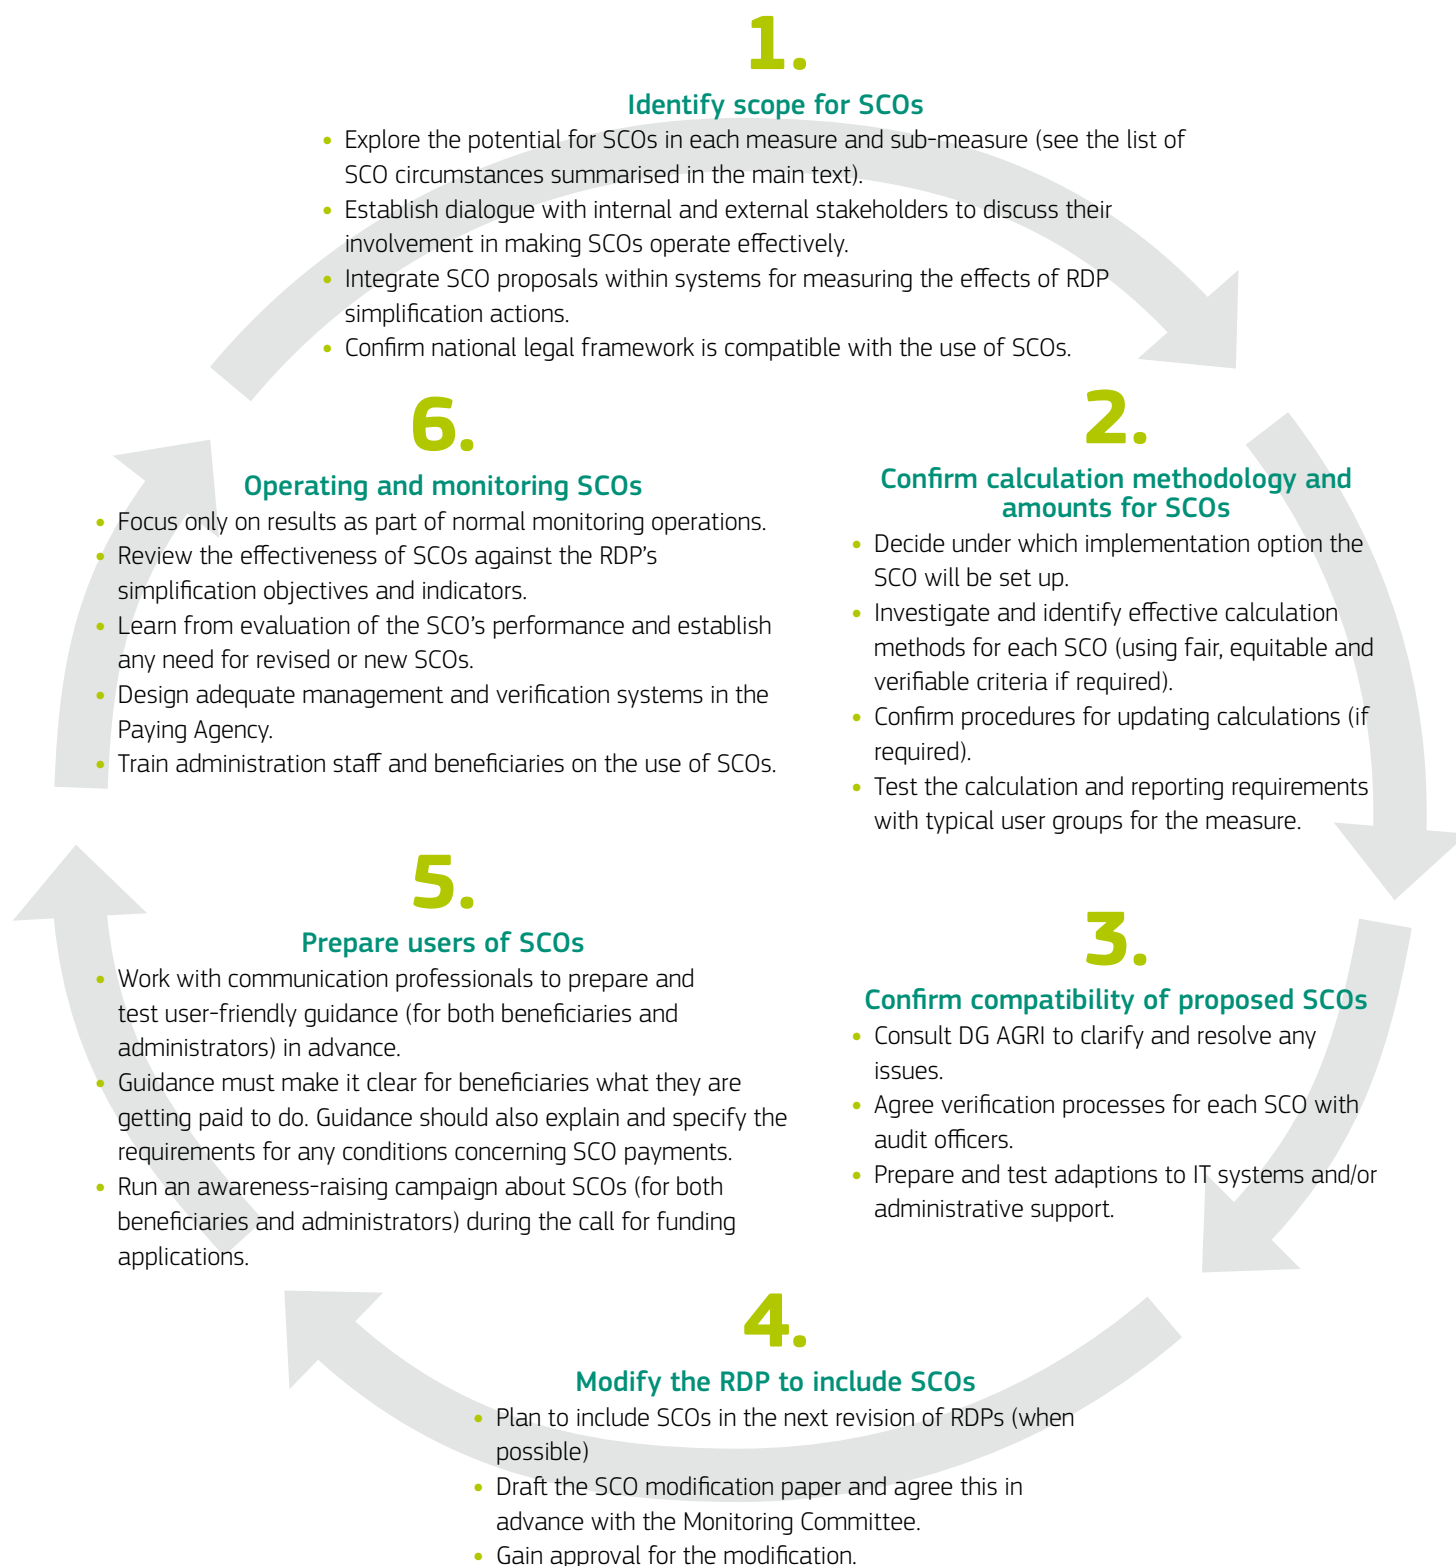 1.
Identify scope for SCOs
• Explore the potential for SCOs in each measure and sub-measure (see the list of
SCO circumstances summarised in the main text).
• Establish dialogue with internal and external stakeholders to discuss their
involvement in making SCOs operate effectively.
• Integrate SCO proposals within systems for measuring the effects of RDP
simplification actions.
• Confirm national legal framework is compatible with the use of SCOs.
2.
Confirm calculation methodology and
amounts for SCOs
• Decide under which implementation option the
SCO will be set up.
• Investigate and identify effective calculation
methods for each SCO (using fair, equitable and
verifiable criteria if required).
• Confirm procedures for updating calculations (if
required).
• Test the calculation and reporting requirements
with typical user groups for the measure.
3.
Confirm compatibility of proposed SCOs
• Consult DG AGRI to clarify and resolve any
issues.
• Agree verification processes for each SCO with
audit officers.
• Prepare and test adaptions to IT systems and/or
administrative support.
4.
Modify the RDP to include SCOs
• Plan to include SCOs in the next revision of RDPs (when
possible)
• Draft the SCO modification paper and agree this in
advance with the Monitoring Committee.
• Gain approval for the modification.
5.
Prepare users of SCOs
• Work with communication professionals to prepare and
test user-friendly guidance (for both beneficiaries and
administrators) in advance.
• Guidance must make it clear for beneficiaries what they are
getting paid to do. Guidance should also explain and specify the
requirements for any conditions concerning SCO payments.
• Run an awareness-raising campaign about SCOs (for both
beneficiaries and administrators) during the call for funding
applications.
6.
Operating and monitoring SCOs
• Focus only on results as part of normal monitoring operations.
• Review the effectiveness of SCOs against the RDP's
simplification objectives and indicators.
• Learn from evaluation of the SCO's performance and establish
any need for revised or new SCOs.
• Design adequate management and verification systems in the
Paying Agency.
• Train administration staff and beneficiaries on the use of SCOs.